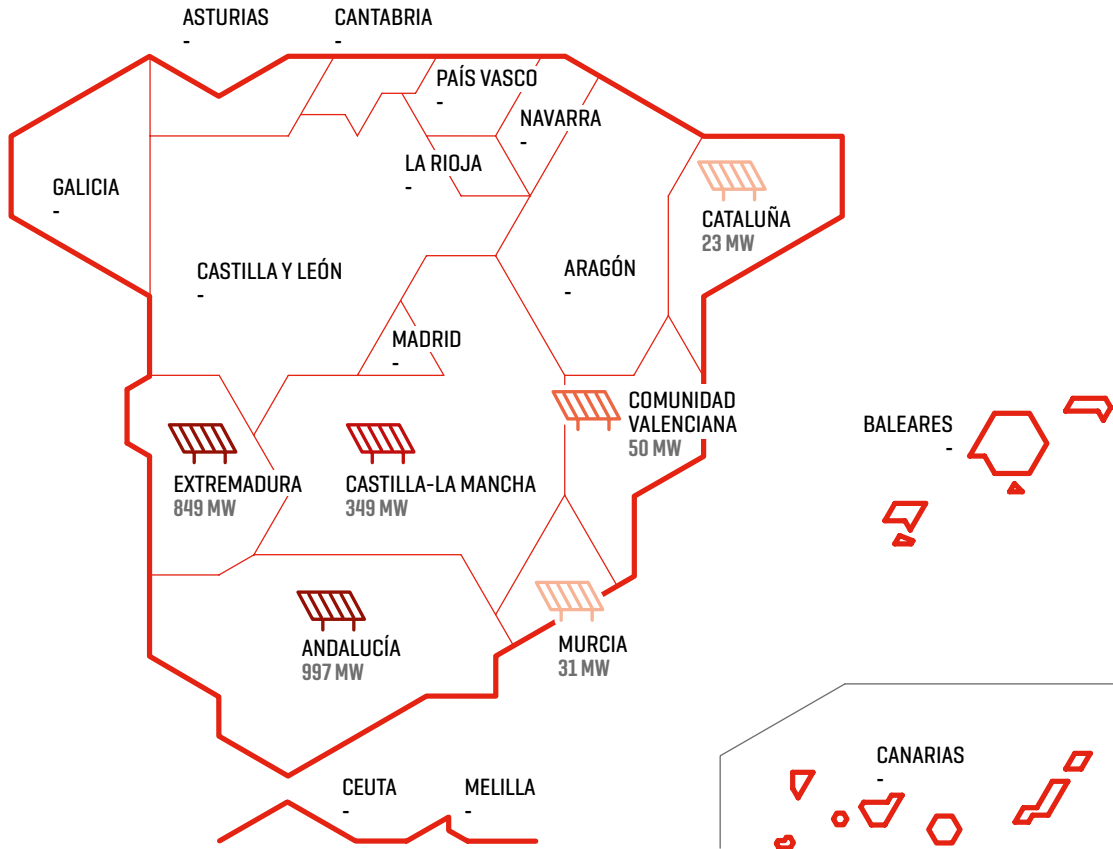 ASTURIAS
-
CANTABRIA
-
PAÍS VASCO
-
NAVARRA
-
LA RIOJA
-
GALICIA
-
CATALUÑA
23 MW
CASTILLA Y LEÓN
-
ARAGÓN
-
MADRID
-
COMUNIDAD
VALENCIANA
50 MW
BALEARES
-
EXTREMADURA
849 MW
CASTILLA-LA MANCHA
349 MW
ANDALUCÍA
997 MW
MURCIA
31 MW
CEUTA
-
MELILLA
-
CANARIAS
-